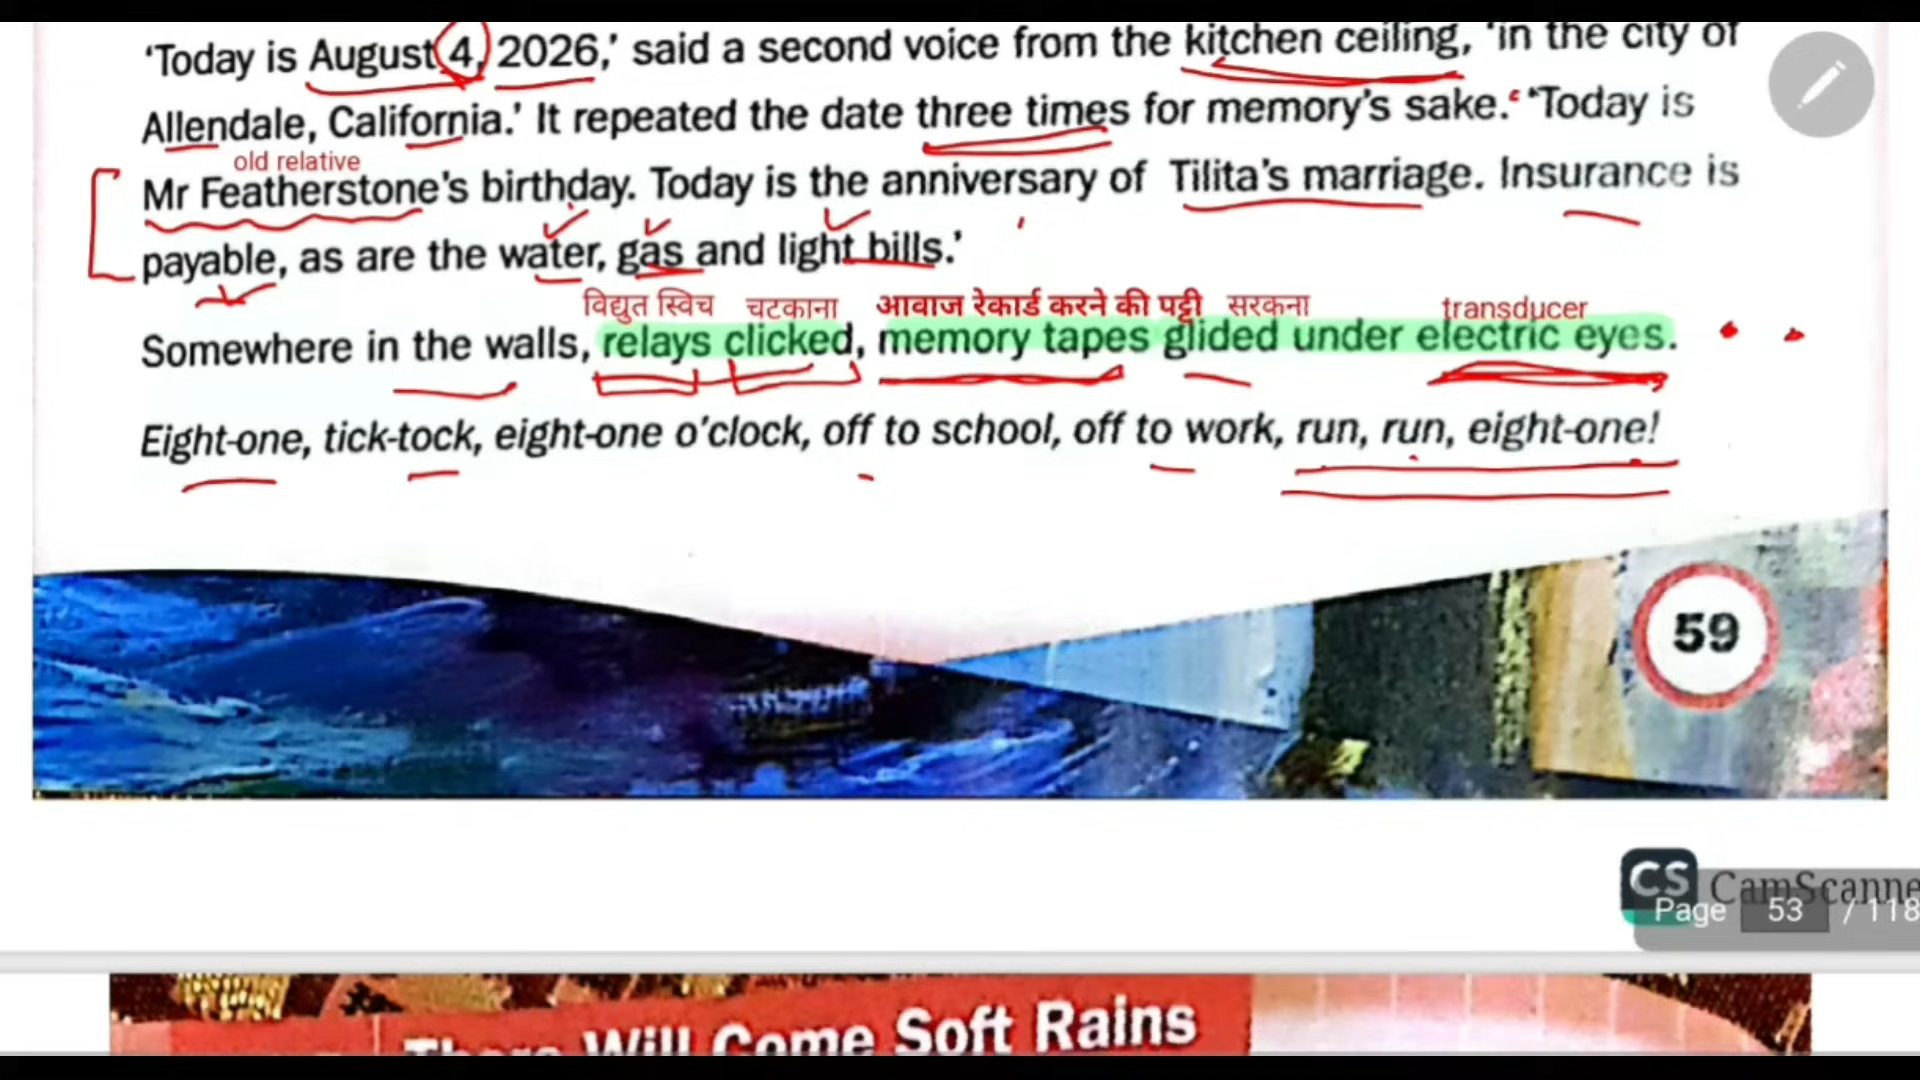 ‘Today is August 4, 2026,’ said a second voice from the kitchen ceiling, ‘in the city of
Allendale, California.’ It repeated the date three times for memory’s sake.‘ ‘Today is
old relative
Mr Featherstone’s birthday. Today is the anniversary of Tilita’s marriage. Insurance is
payable, as are the water, gas and light bills.’
विद्युत स्विच चटकाना आवाज रेकार्ड करने की पट्टी सरकना transducer
Somewhere in the walls, relays clicked, memory tapes glided under electric eyes.
Eight-one, tick-tock, eight-one o’clock, off to school, off to work, run, run, eight-one!
59
CS CamScanne
Page 53 / 118
There Will Come Soft Rains